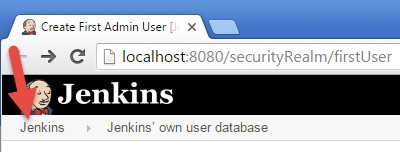 Create First Admin User [J
localhost:8080/securityRealm/firstUser
Jenkins
Jenkins Jenkins' own user database